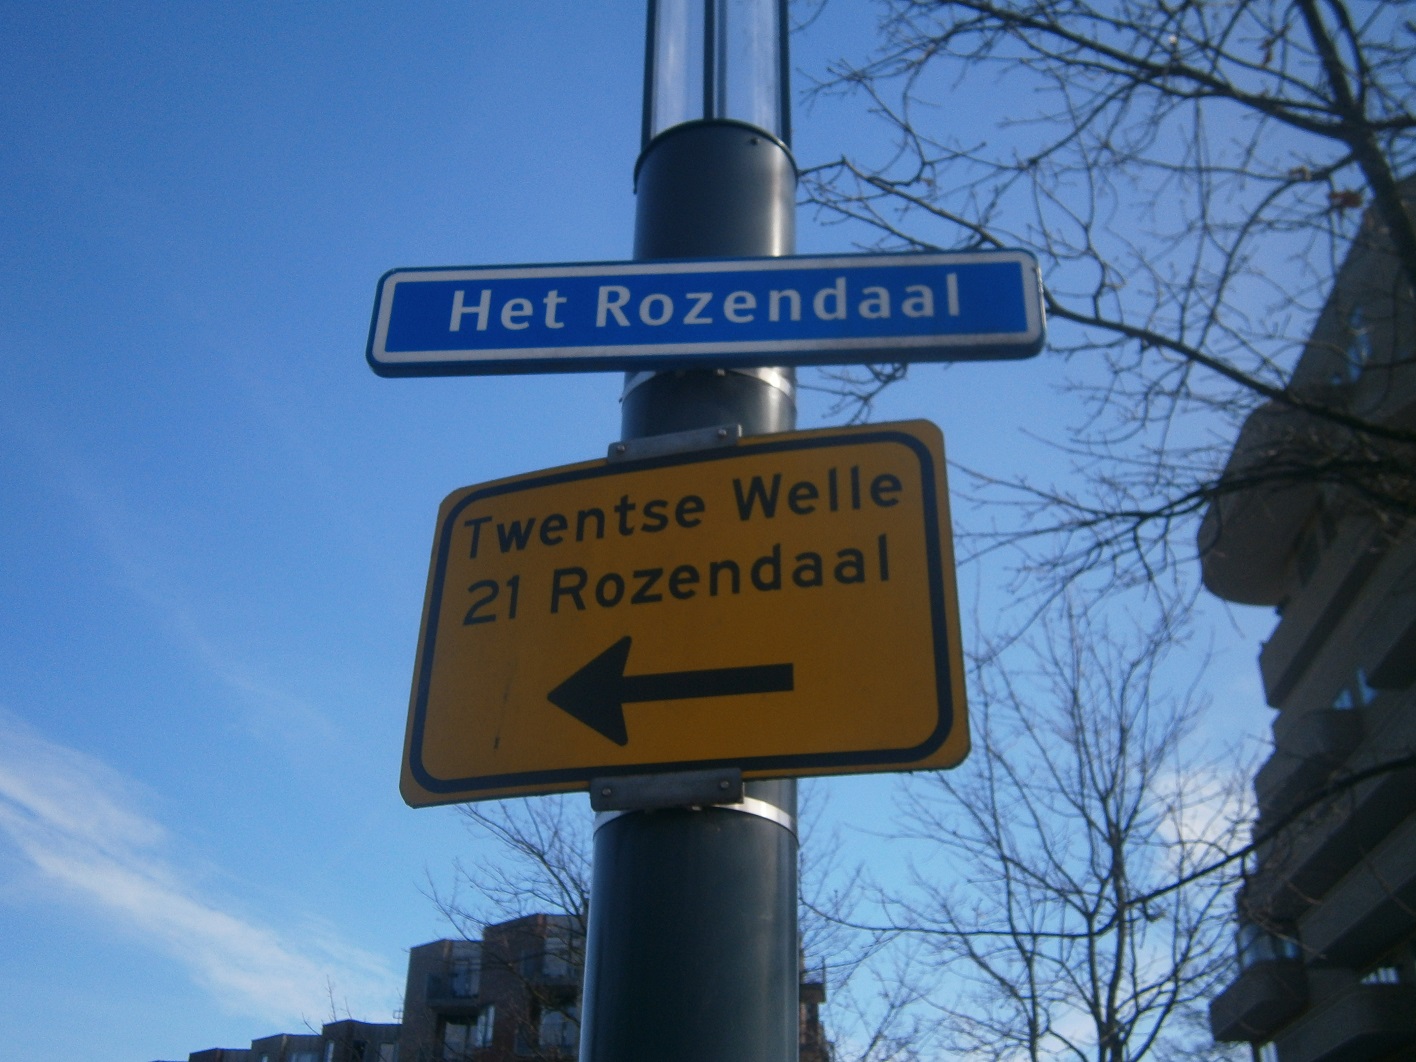 Het Rozendaal
Twentse Welle
21 Rozendaal